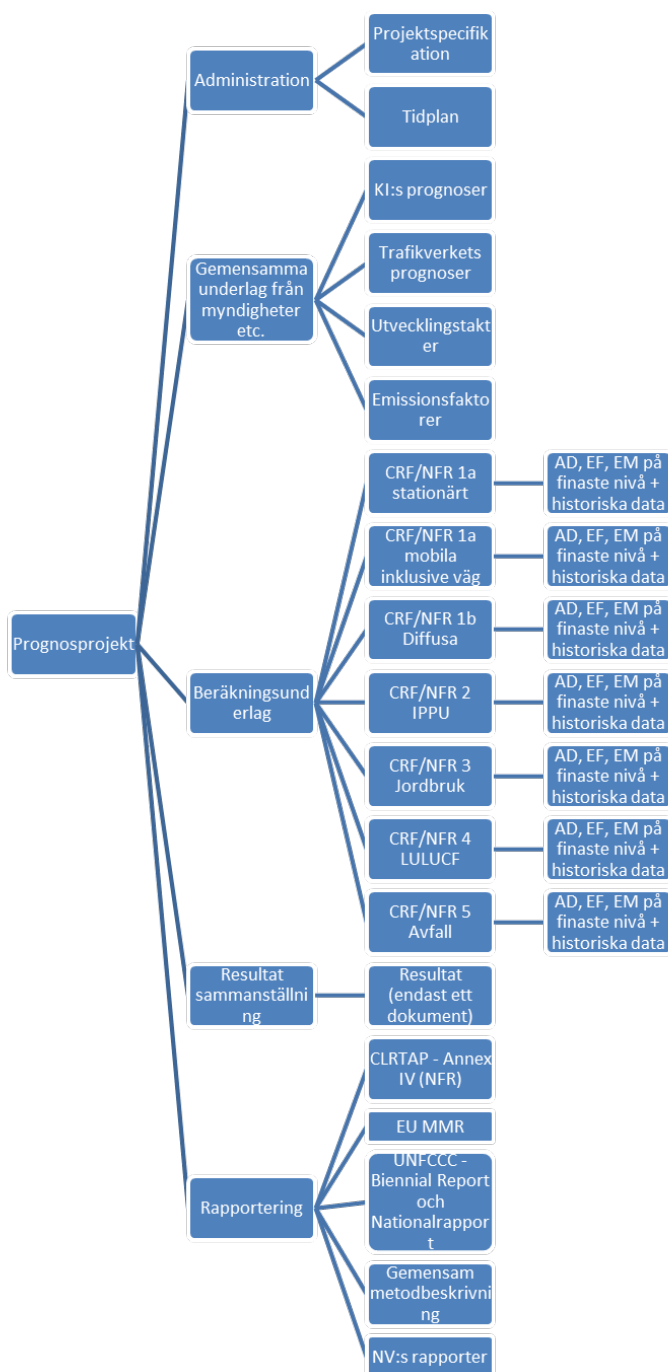 Prognosprojekt
Administration
Projektspecifik
ation
Tidplan
Gemensamma
underlag från
myndigheter
etc.
KI:s prognoser
Trafikverkets
prognoser
Utvecklingstakt
er
Emissionsfakto
rer
Beräkningsund
erlag
CRF/NFR 1a
stationärt
AD, EF, EM på
finaste nivå +
historiska data
CRF/NFR 1a
mobila
inklusive väg
AD, EF, EM på
finaste nivå +
historiska data
CRF/NFR 1b
Diffusa
AD, EF, EM på
finaste nivå +
historiska data
CRF/NFR 2
IPPU
AD, EF, EM på
finaste nivå +
historiska data
CRF/NFR 3
Jordbruk
AD, EF, EM på
finaste nivå +
historiska data
CRF/NFR 4
LULUCF
AD, EF, EM på
finaste nivå +
historiska data
CRF/NFR 5
Avfall
AD, EF, EM på
finaste nivå +
historiska data
Resultat
sammanställni
ng
Resultat
(endast ett
dokument)
Rapportering
CLRTAP - Annex
IV (NFR)
EU MMR
UNFCCC -
Biennial Report
och
Nationalrappor
t
Gemensam
metodbeskrivni
ng
NV:s rapporter